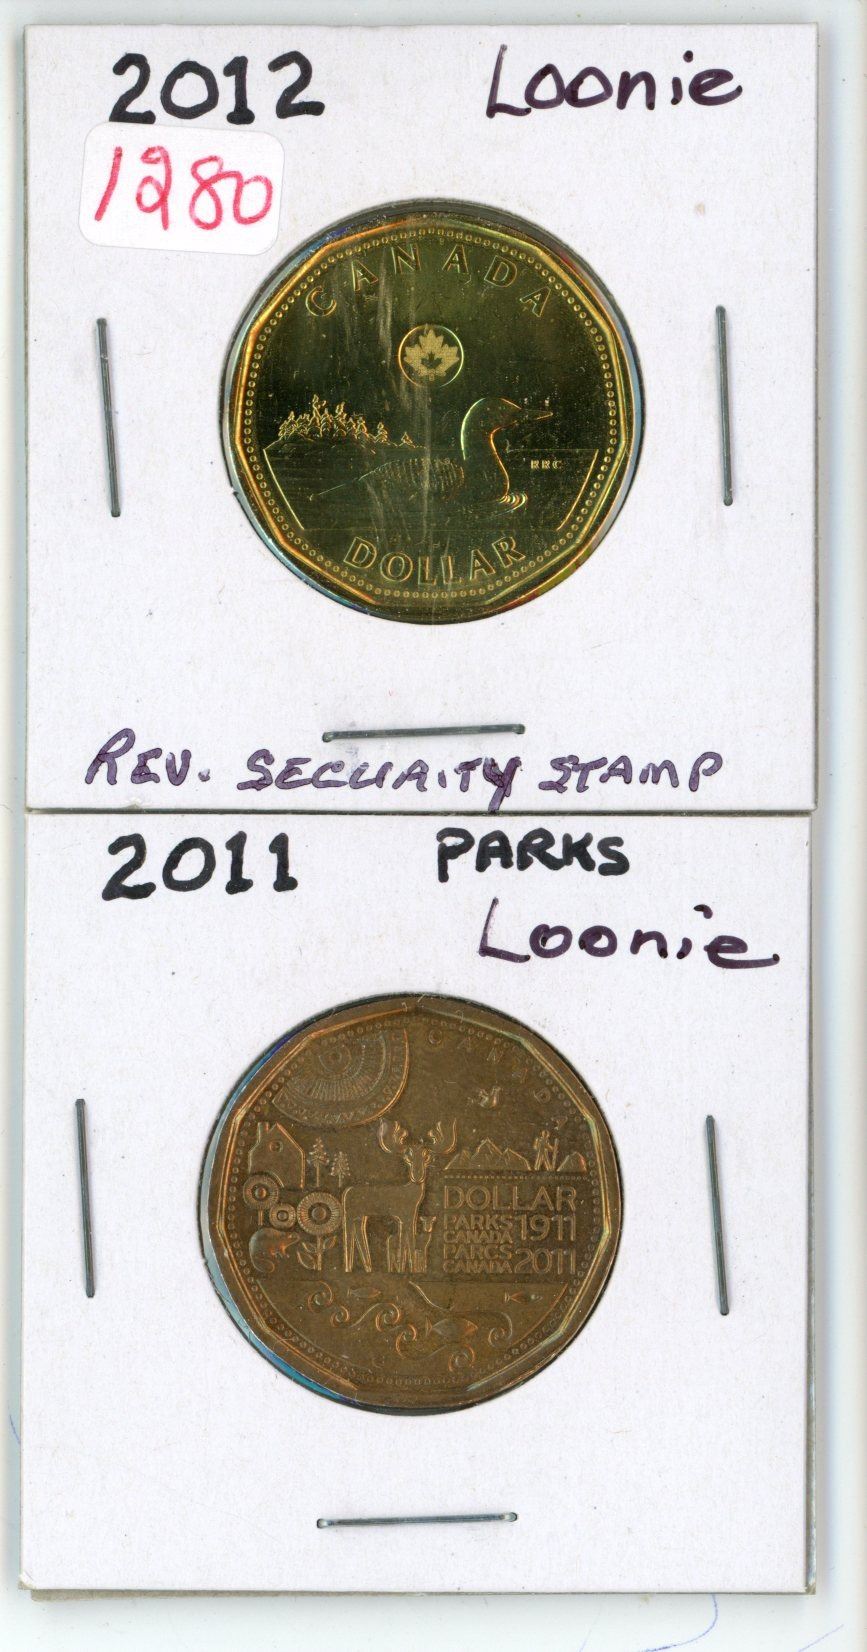 2012 Loonie
1280
CANADA
RRC
DOLLAR
REV. SECURITY STAMP
2011 PARKS
Loonie
CANADA
DOLLAR
PARKS CANADA 1911
PARCS CANADA 2011